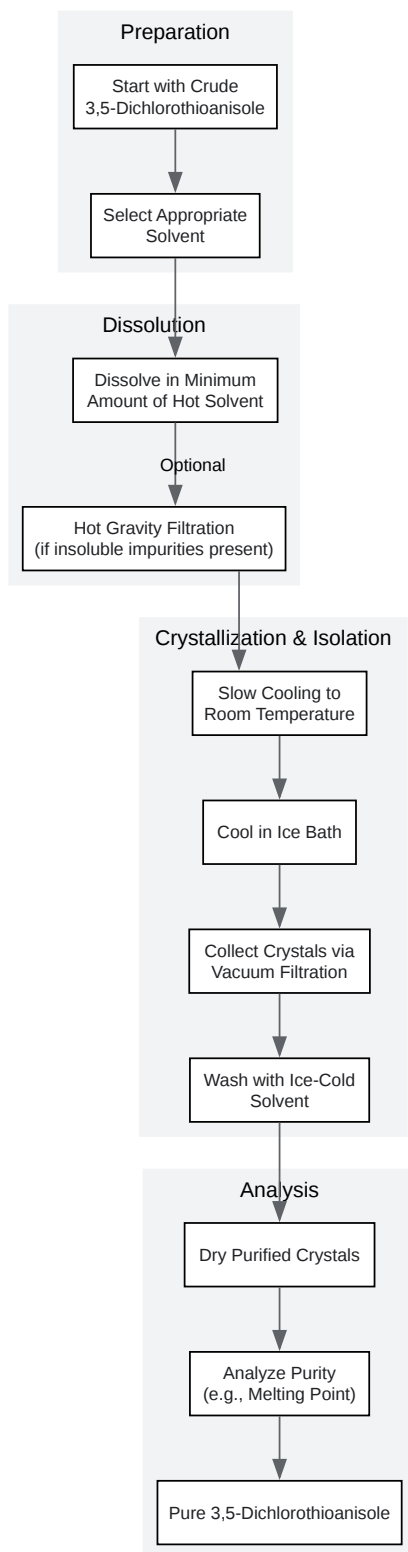 Preparation
Start with Crude
3,5-Dichlorothioanisole
Select Appropriate
Solvent
Dissolution
Dissolve in Minimum
Amount of Hot Solvent
Optional
Hot Gravity Filtration
(if insoluble impurities present)
Crystallization & Isolation
Slow Cooling to
Room Temperature
Cool in Ice Bath
Collect Crystals via
Vacuum Filtration
Wash with Ice-Cold
Solvent
Analysis
Dry Purified Crystals
Analyze Purity
(e.g., Melting Point)
Pure 3,5-Dichlorothioanisole